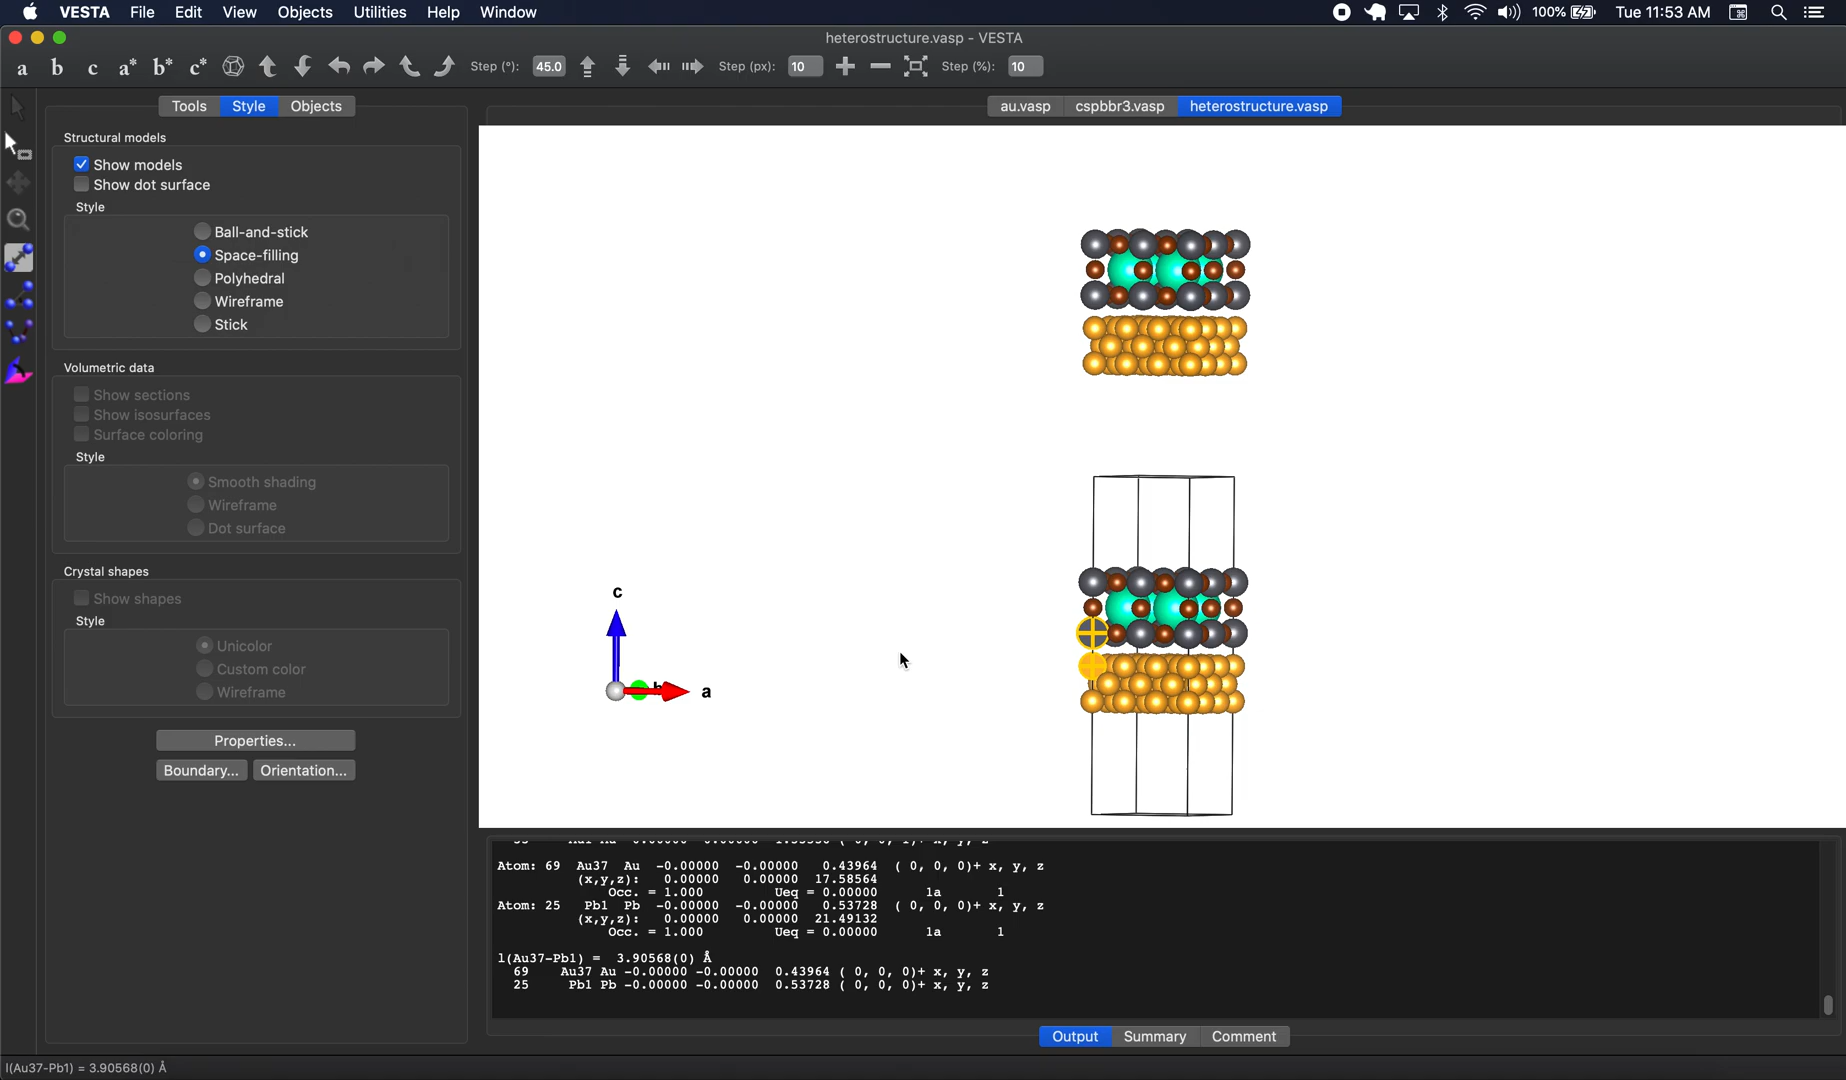 VESTA File Edit View Objects Utilities Help Window 100% Tue 11:53 AM
heterostructure.vasp - VESTA
a b c a* b* c* Step (°): 45.0 Step (px): 10 Step (%): 10
Tools Style Objects
au.vasp cspbbr3.vasp heterostructure.vasp
Structural models
Show models
Show dot surface
Style
Ball-and-stick
Space-filling
Polyhedral
Wireframe
Stick
Volumetric data
Show sections
Show isosurfaces
Surface coloring
Style
Smooth shading
Wireframe
Dot surface
Crystal shapes
Show shapes
Style
Unicolor
Custom color
Wireframe
Properties...
Boundary... Orientation...
c
a
Atom: 69 Au37 Au -0.00000 -0.00000 0.43964 ( 0, 0, 0)+ x, y, z
(x,y,z): 0.00000 0.00000 17.58564
Occ. = 1.000 Ueq = 0.00000 1a 1
Atom: 25 Pb1 Pb -0.00000 -0.00000 0.53728 ( 0, 0, 0)+ x, y, z
(x,y,z): 0.00000 0.00000 21.49132
Occ. = 1.000 Ueq = 0.00000 1a 1
l(Au37-Pb1) = 3.90568(0) Å
69 Au37 Au -0.00000 -0.00000 0.43964 ( 0, 0, 0)+ x, y, z
25 Pb1 Pb -0.00000 -0.00000 0.53728 ( 0, 0, 0)+ x, y, z
Output Summary Comment
l(Au37-Pb1) = 3.90568(0) Å